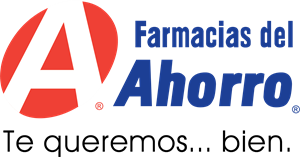 A®
Farmacias del
Ahorro®
Te queremos... bien.